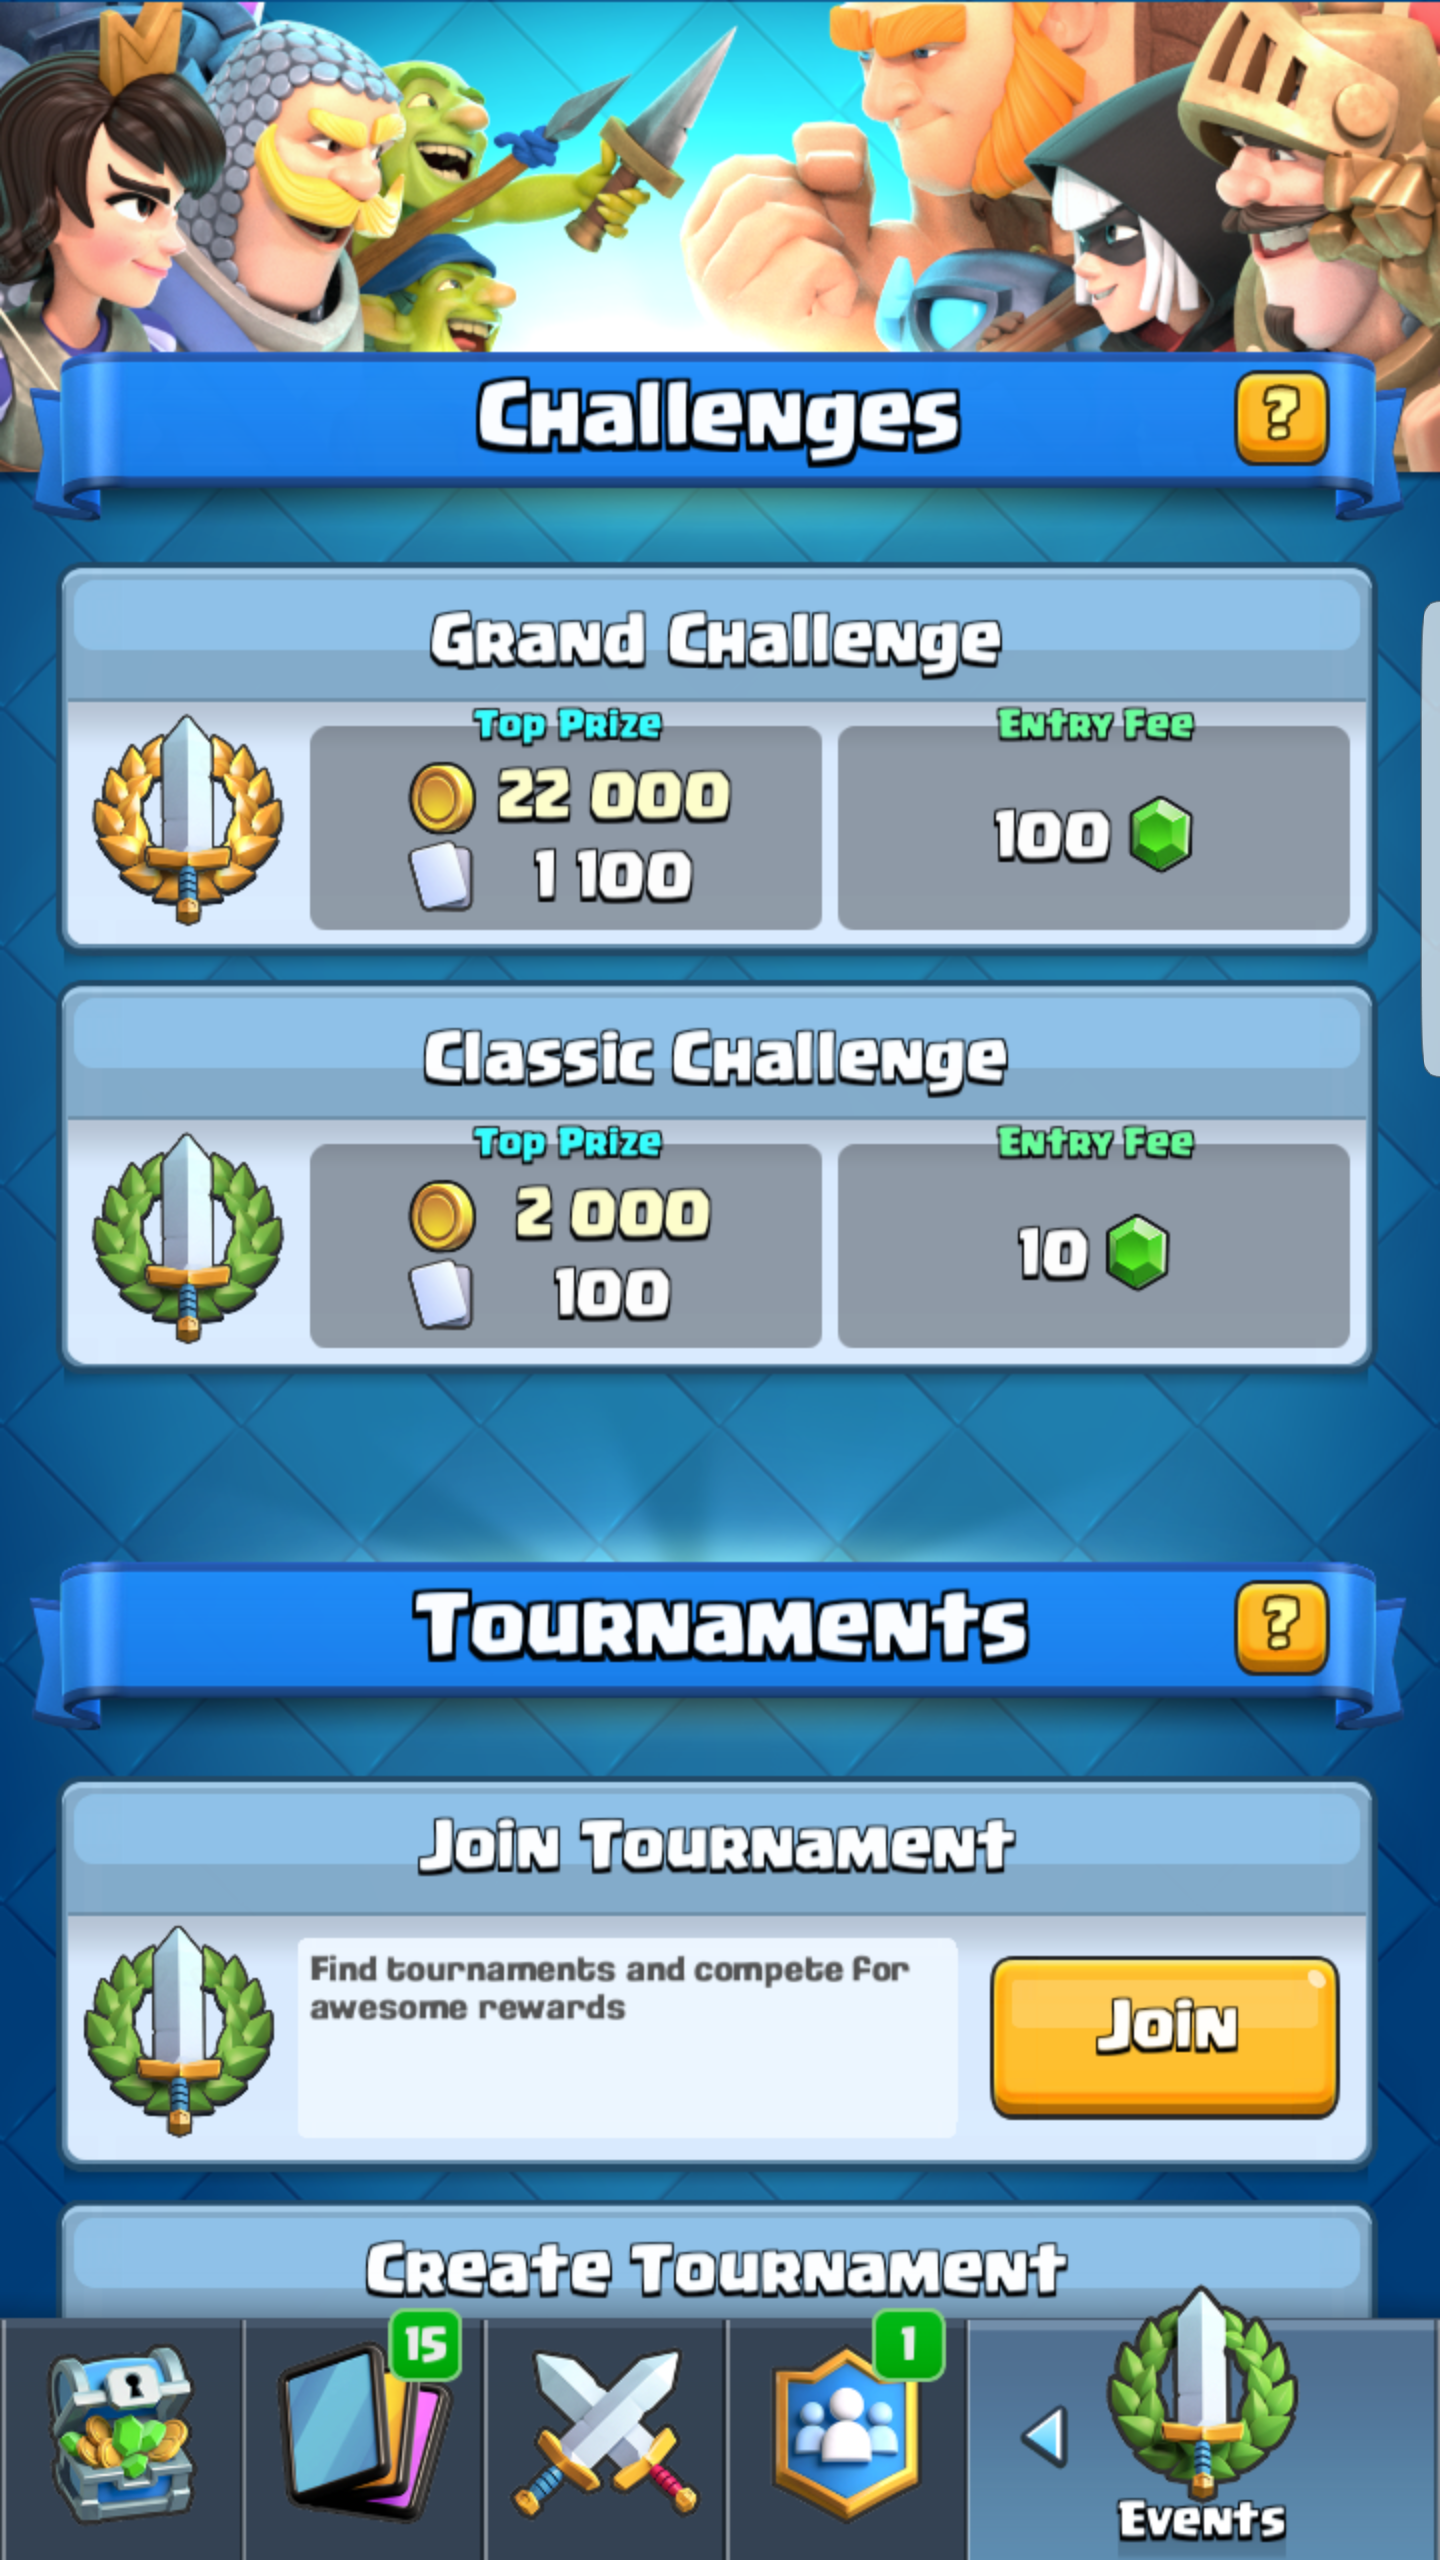 Challenges
?
Grand Challenge
Top Prize
Entry Fee
22 000
100
1 100
Classic Challenge
Top Prize
Entry Fee
2 000
10
100
Tournaments
?
Join Tournament
Find tournaments and compete for
awesome rewards
Join
Create Tournament
15
1
Events